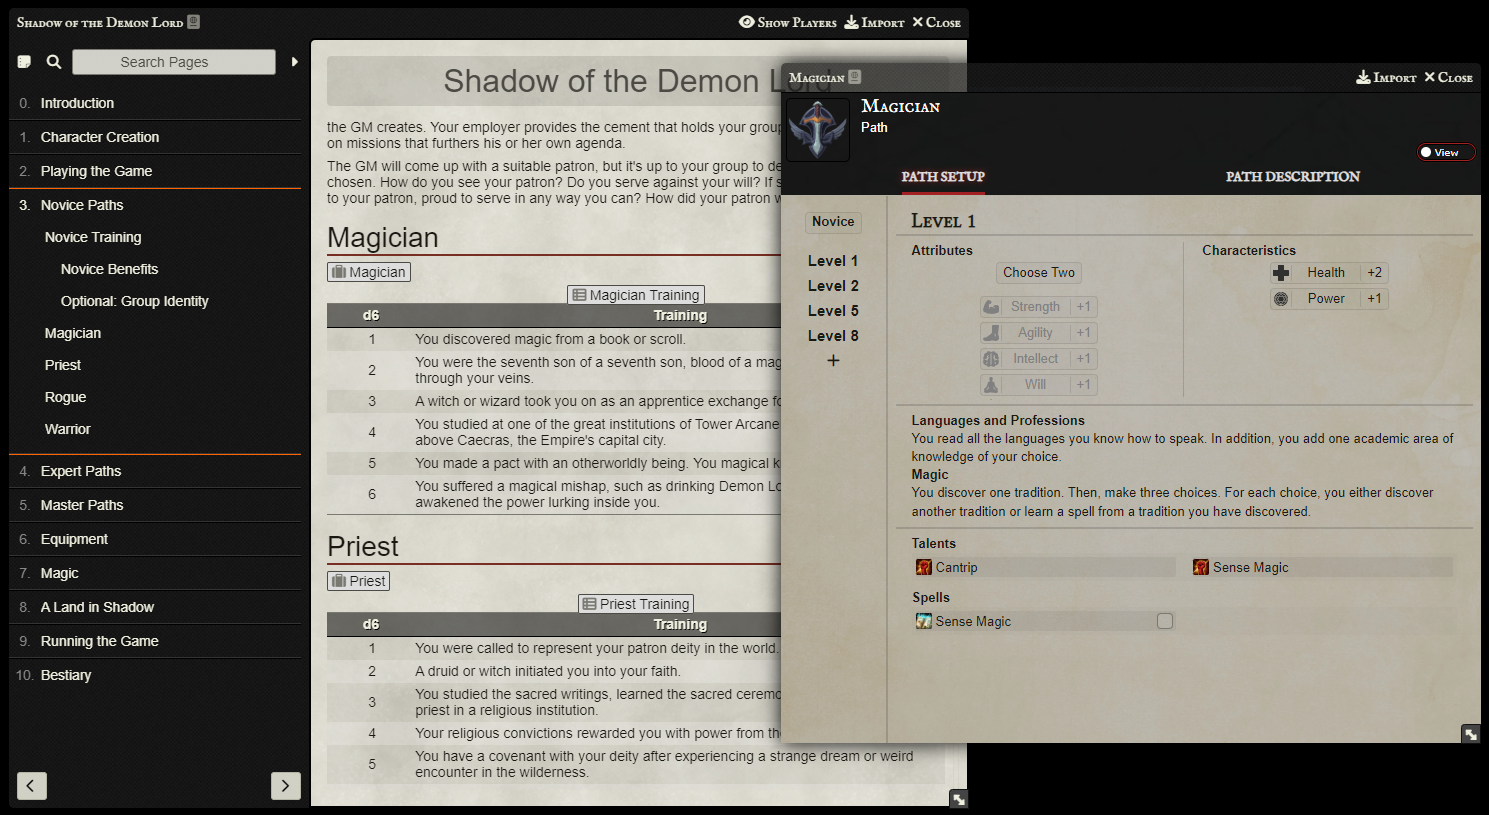 Shadow of the Demon Lord
Show Players
Import
Close
Search Pages
0. Introduction
1. Character Creation
2. Playing the Game
3. Novice Paths
Novice Training
Novice Benefits
Optional: Group Identity
Magician
Priest
Rogue
Warrior
4. Expert Paths
5. Master Paths
6. Equipment
7. Magic
8. A Land in Shadow
9. Running the Game
10. Bestiary
Shadow of the Demon Lord
the GM creates. Your employer provides the cement that holds your group
on missions that furthers his or her own agenda.
The GM will come up with a suitable patron, but it's up to your group to
chosen. How do you see your patron? Do you serve against your will? If
to your patron, proud to serve in any way you can? How did your patron
Magician
Magician
Magician Training
d6 Training
1 You discovered magic from a book or scroll.
2 You were the seventh son of a seventh son, blood of a
through your veins.
3 A witch or wizard took you on as an apprentice exchange
4 You studied at one of the great institutions of Tower Arcane
above Caecras, the Empire's capital city.
5 You made a pact with an otherworldly being. You magical
6 You suffered a magical mishap, such as drinking Demon
awakened the power lurking inside you.
Priest
Priest
Priest Training
d6 Training
1 You were called to represent your patron deity in the world.
2 A druid or witch initiated you into your faith.
3 You studied the sacred writings, learned the sacred
priest in a religious institution.
4 Your religious convictions rewarded you with power from
5 You have a covenant with your deity after experiencing a strange dream or weird
encounter in the wilderness.
Magician
Import
Close
Magician
Path
View
Path Setup
Path Description
Novice
Level 1
Level 2
Level 5
Level 8
+
Level 1
Attributes
Choose Two
Strength +1
Agility +1
Intellect +1
Will +1
Characteristics
Health +2
Power +1
Languages and Professions
You read all the languages you know how to speak. In addition, you add one academic area of
knowledge of your choice.
Magic
You discover one tradition. Then, make three choices. For each choice, you either discover
another tradition or learn a spell from a tradition you have discovered.
Talents
Cantrip
Sense Magic
Spells
Sense Magic